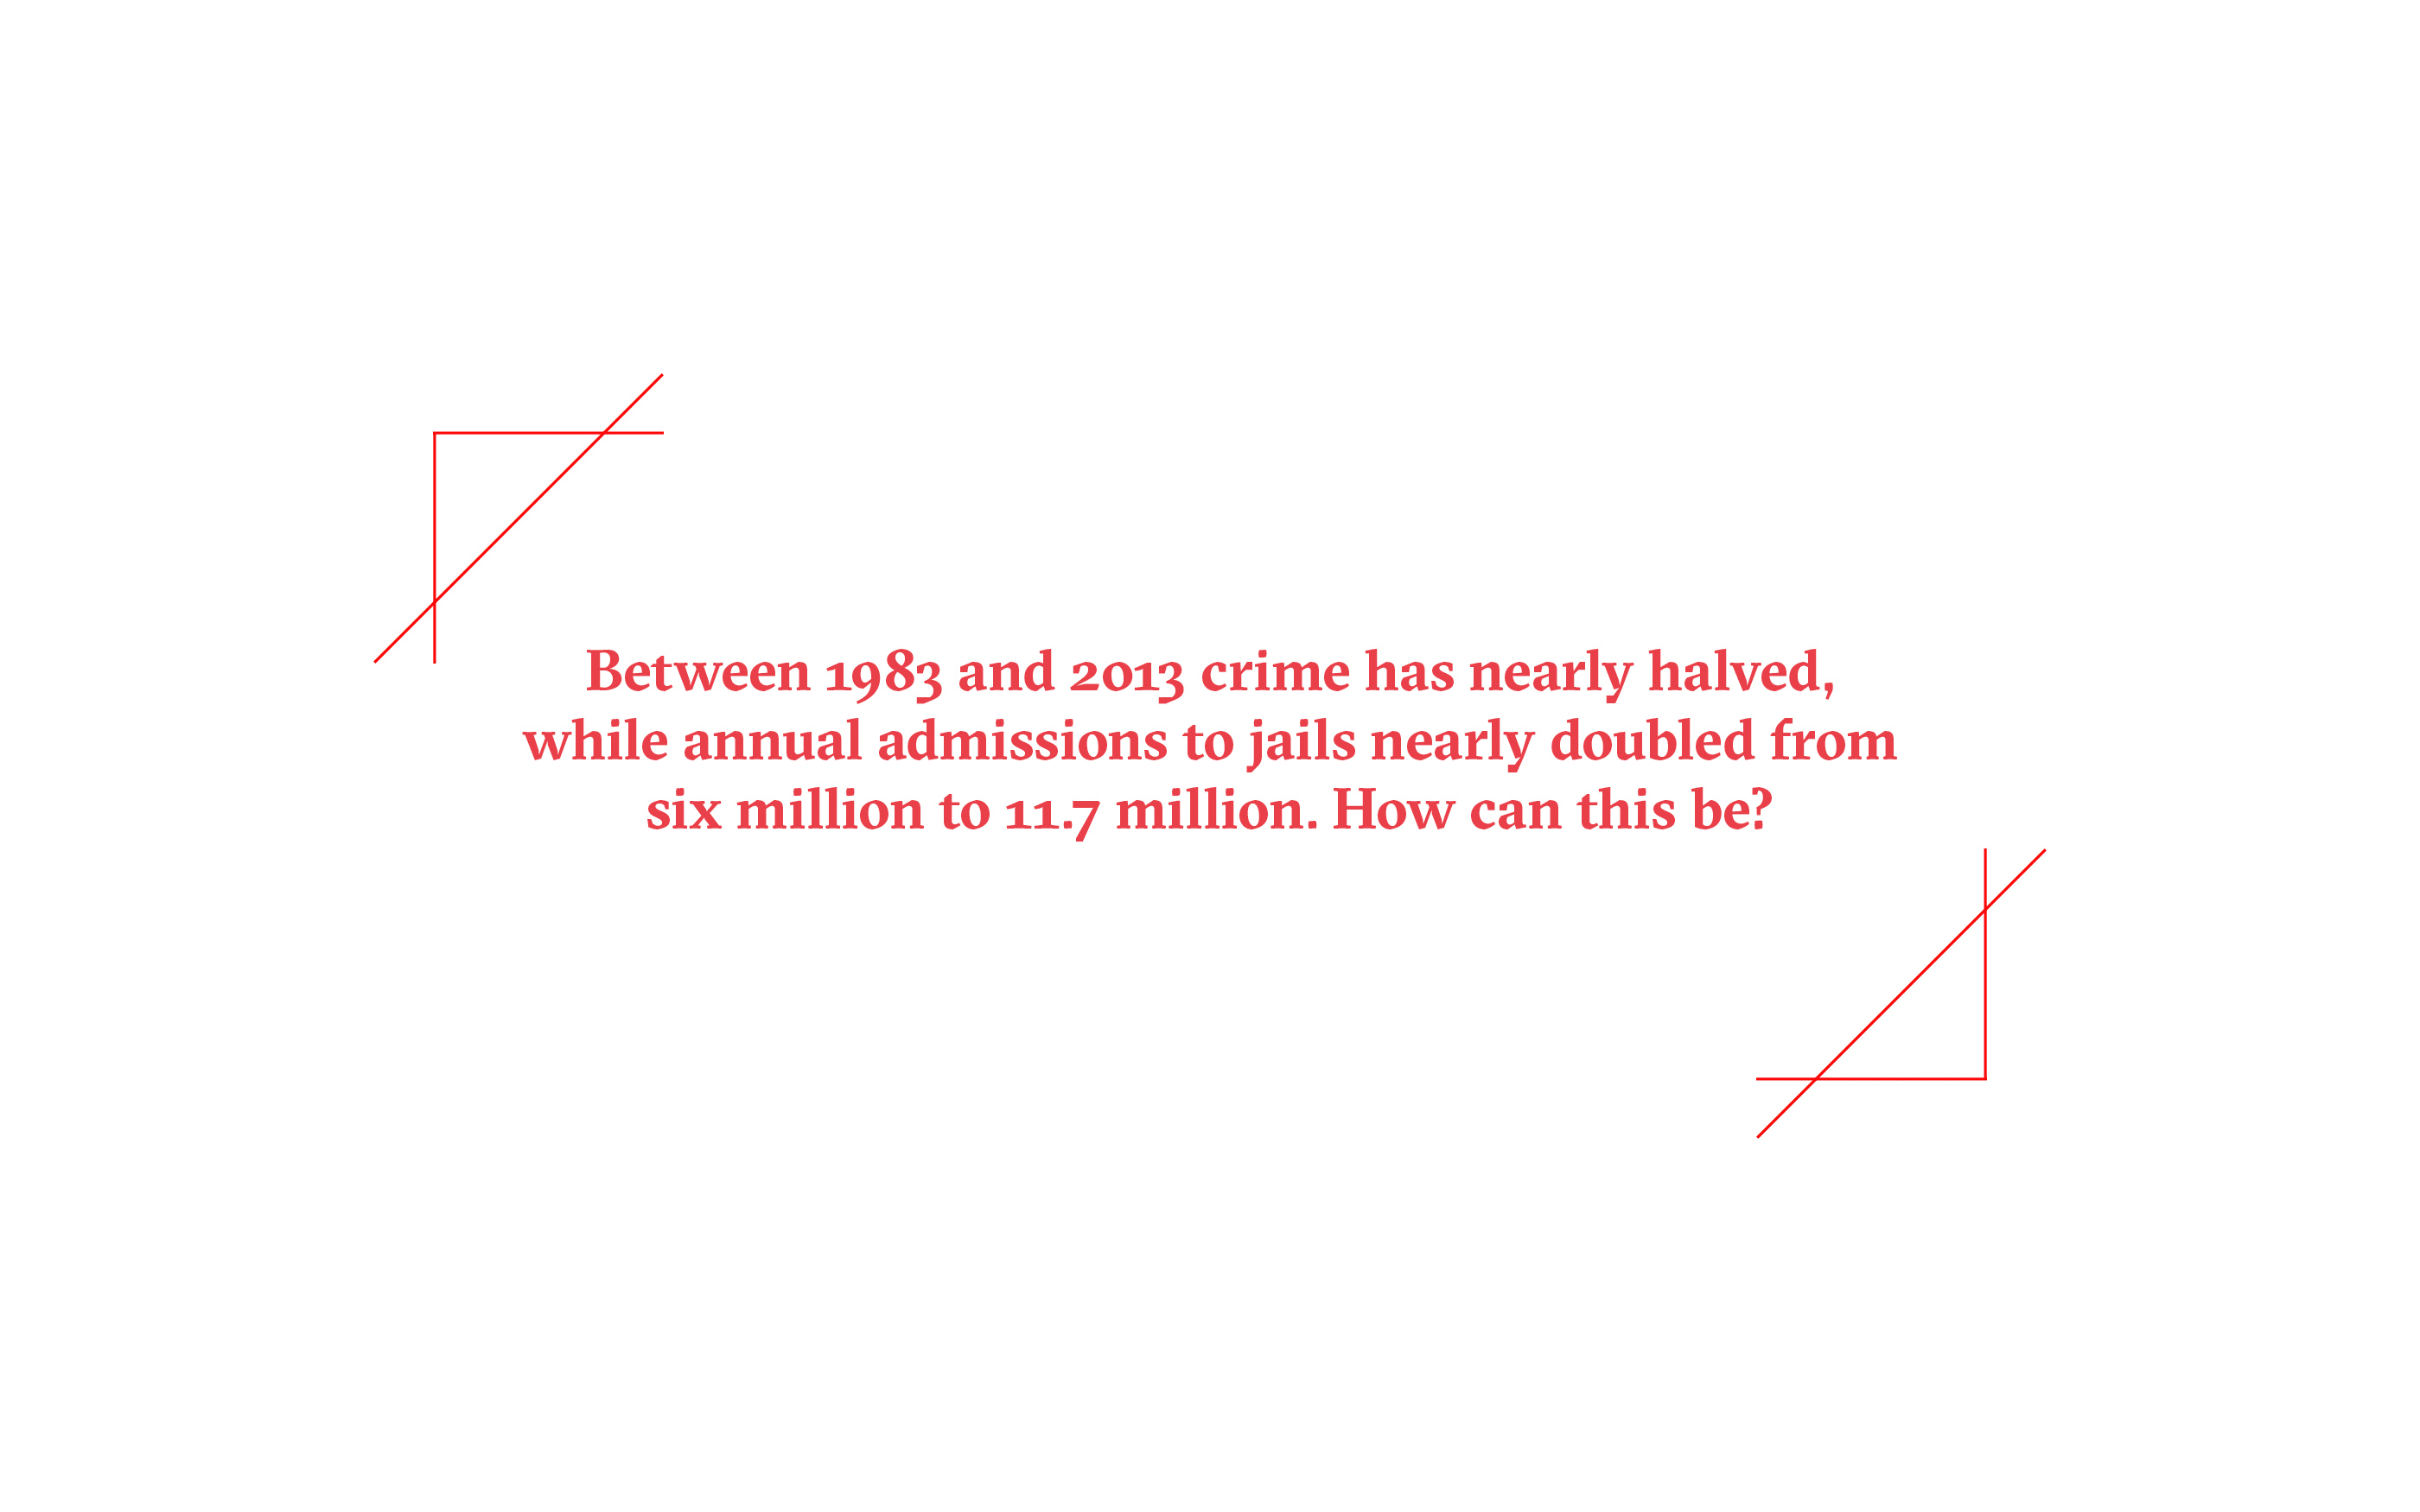 Between 1983 and 2013 crime has nearly halved,
while annual admissions to jails nearly doubled from
six million to 11.7 million. How can this be?